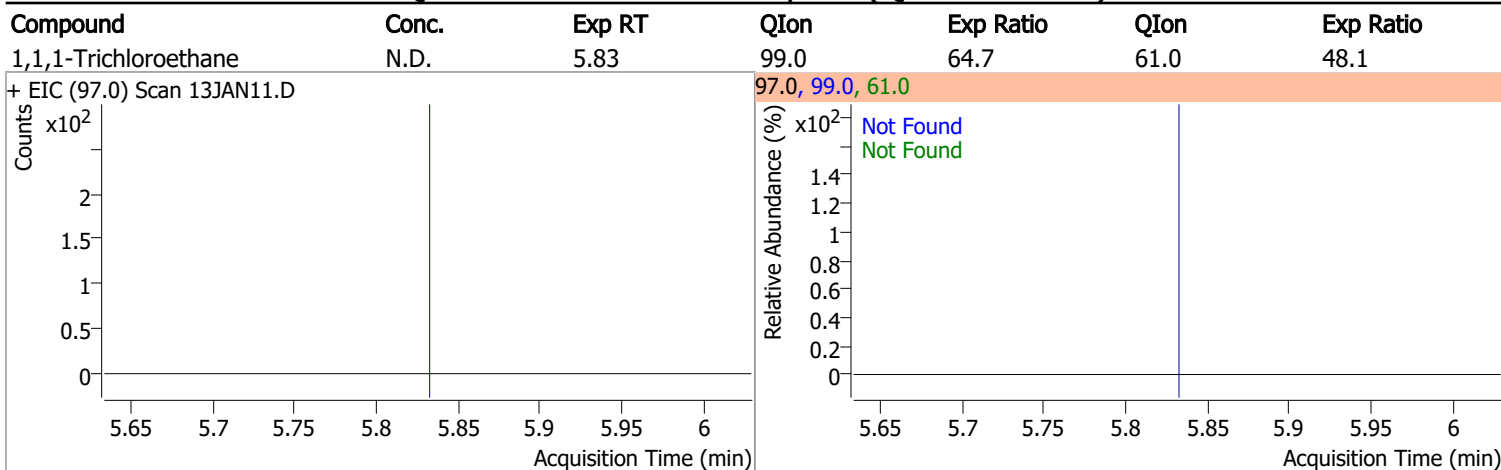 Compound Conc. Exp RT QIon Exp Ratio QIon Exp Ratio
1,1,1-Trichloroethane N.D. 5.83 99.0 64.7 61.0 48.1
+ EIC (97.0) Scan 13JAN11.D
Counts
x10²
2
1.5
1
0.5
0
5.65 5.7 5.75 5.8 5.85 5.9 5.95 6
Acquisition Time (min)
97.0, 99.0, 61.0
Relative Abundance (%)
x10²
Not Found
Not Found
1.4
1.2
1
0.8
0.6
0.4
0.2
0
5.65 5.7 5.75 5.8 5.85 5.9 5.95 6
Acquisition Time (min)